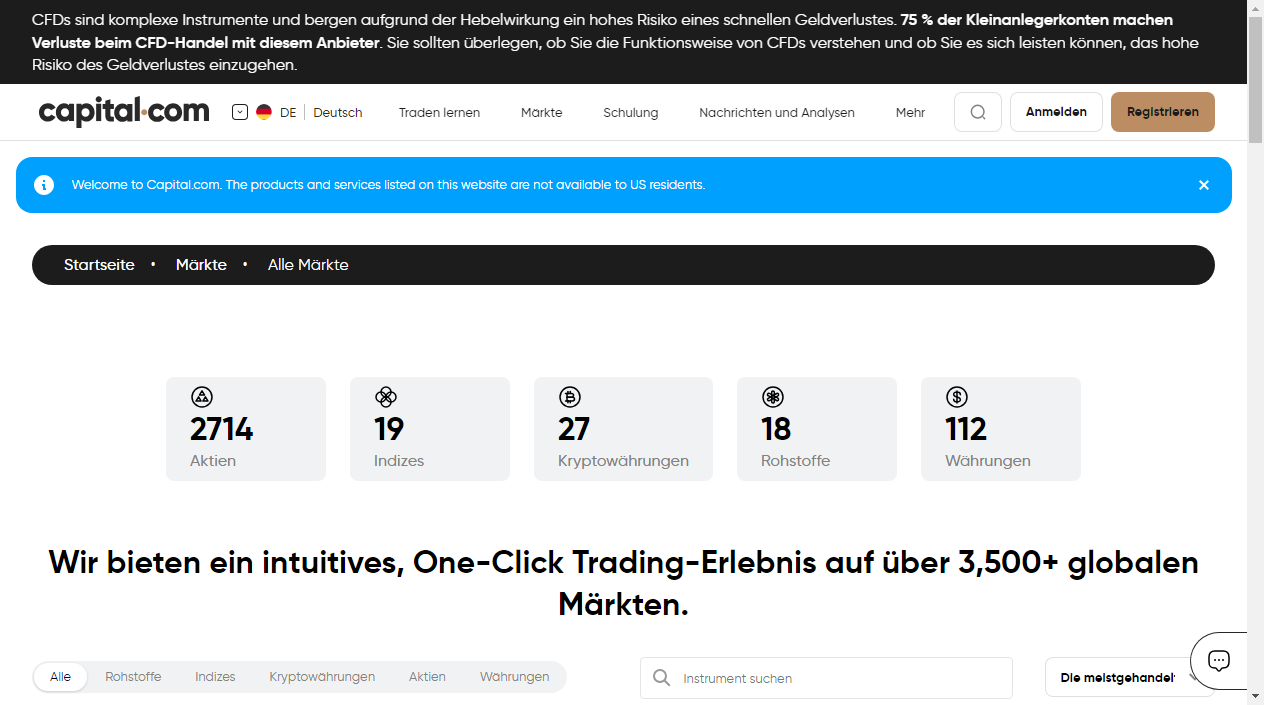 CFDs sind komplexe Instrumente und bergen aufgrund der Hebelwirkung ein hohes Risiko eines schnellen Geldverlustes. 75 % der Kleinanlegerkonten machen
Verluste beim CFD-Handel mit diesem Anbieter. Sie sollten überlegen, ob Sie die Funktionsweise von CFDs verstehen und ob Sie es sich leisten können, das hohe
Risiko des Geldverlustes einzugehen.
capital.com DE Deutsch Traden lernen Märkte Schulung Nachrichten und Analysen Mehr Anmelden Registrieren
Welcome to Capital.com. The products and services listed on this website are not available to US residents.
Startseite • Märkte • Alle Märkte
2714 19 27 18 112
Aktien Indizes Kryptowährungen Rohstoffe Währungen
Wir bieten ein intuitives, One-Click Trading-Erlebnis auf über 3,500+ globalen
Märkten.
Alle Rohstoffe Indizes Kryptowährungen Aktien Währungen Instrument suchen Die meistgehandelt